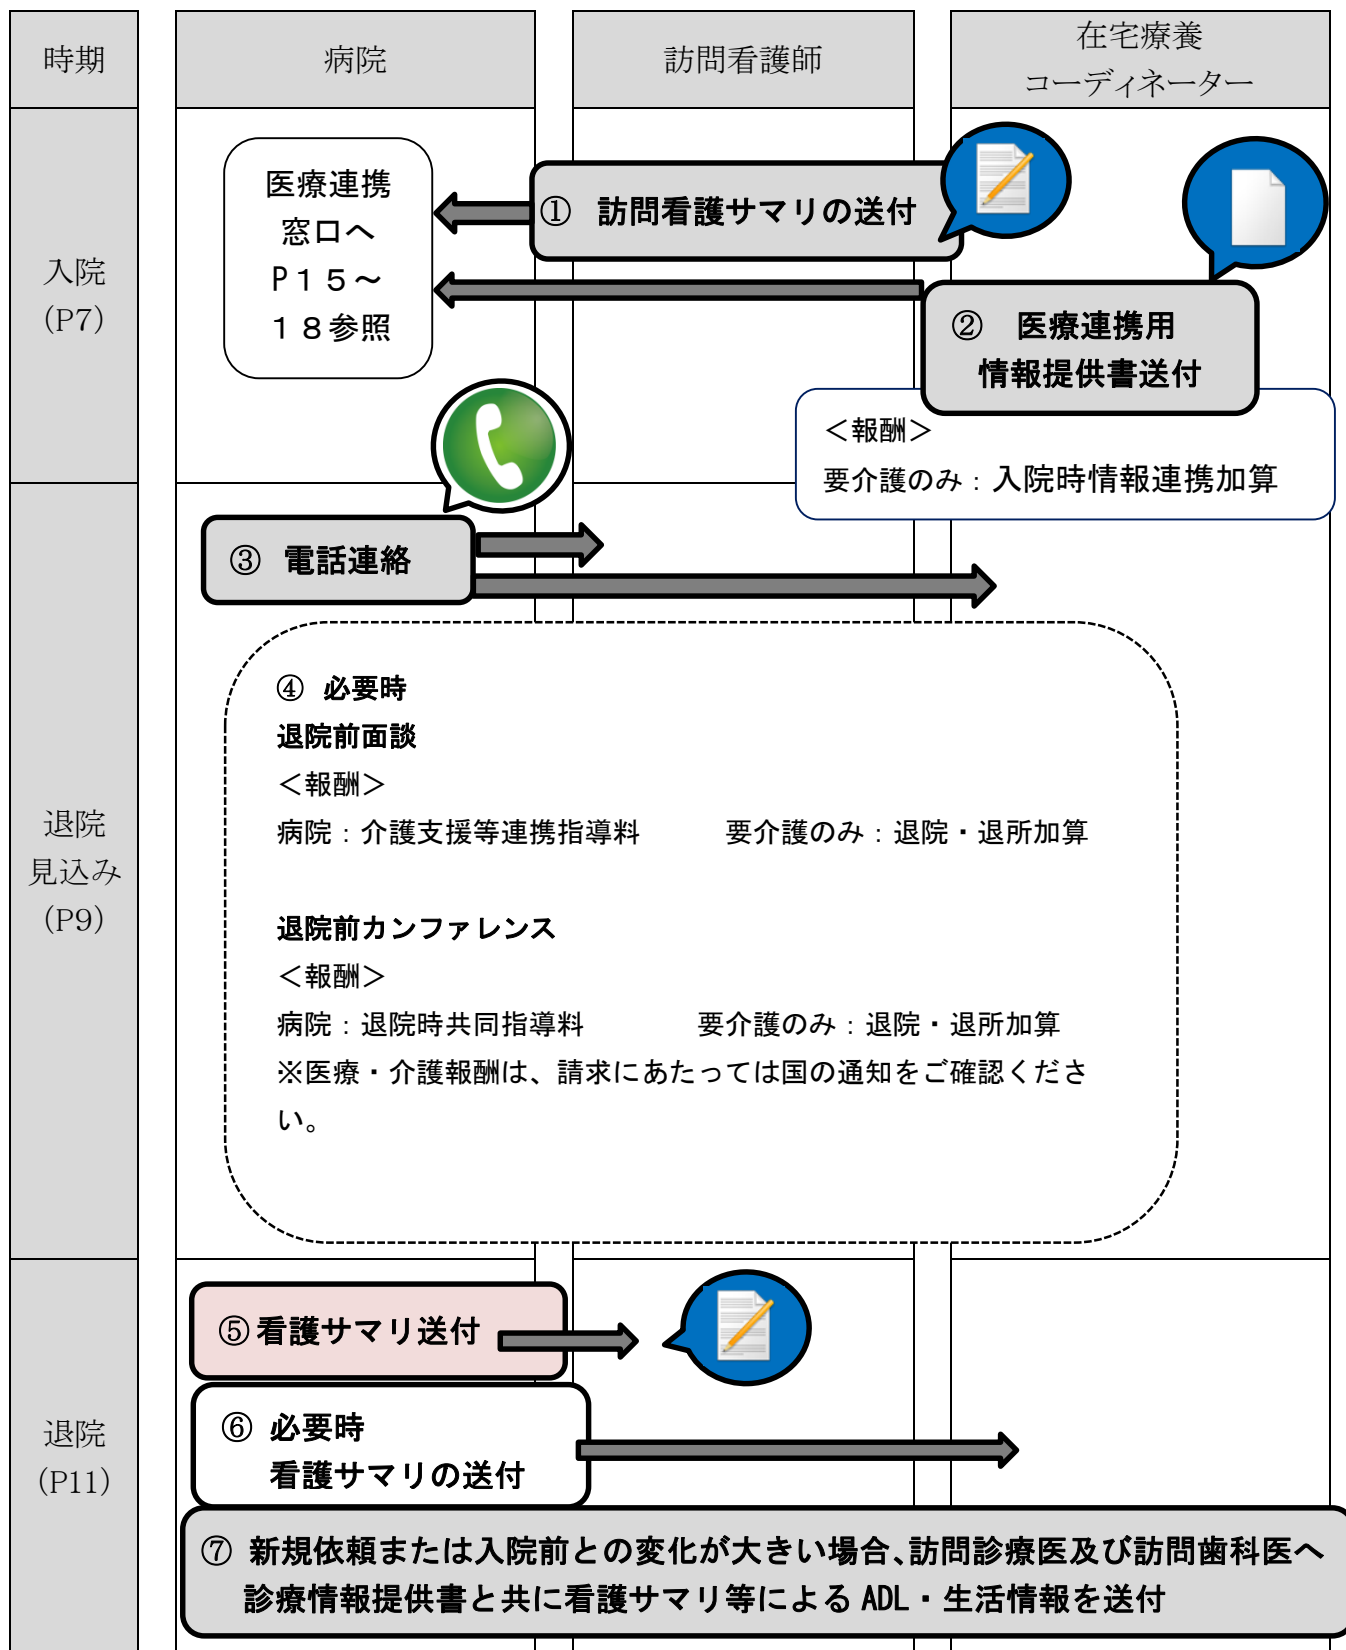 時期
病院
訪問看護師
在宅療養
コーディネーター
入院
(P7)
医療連携
窓口へ
P15～
18参照
① 訪問看護サマリの送付
② 医療連携用
情報提供書送付
＜報酬＞
要介護のみ：入院時情報連携加算
退院
見込み
(P9)
③ 電話連絡
④ 必要時
退院前面談
＜報酬＞
病院：介護支援等連携指導料　　要介護のみ：退院・退所加算
退院前カンファレンス
＜報酬＞
病院：退院時共同指導料　　要介護のみ：退院・退所加算
※医療・介護報酬は、請求にあたっては国の通知をご確認くださ
い。
退院
(P11)
⑤看護サマリ送付
⑥ 必要時
看護サマリの送付
⑦ 新規依頼または入院前との変化が大きい場合、訪問診療医及び訪問歯科医へ
診療情報提供書と共に看護サマリ等による ADL・生活情報を送付